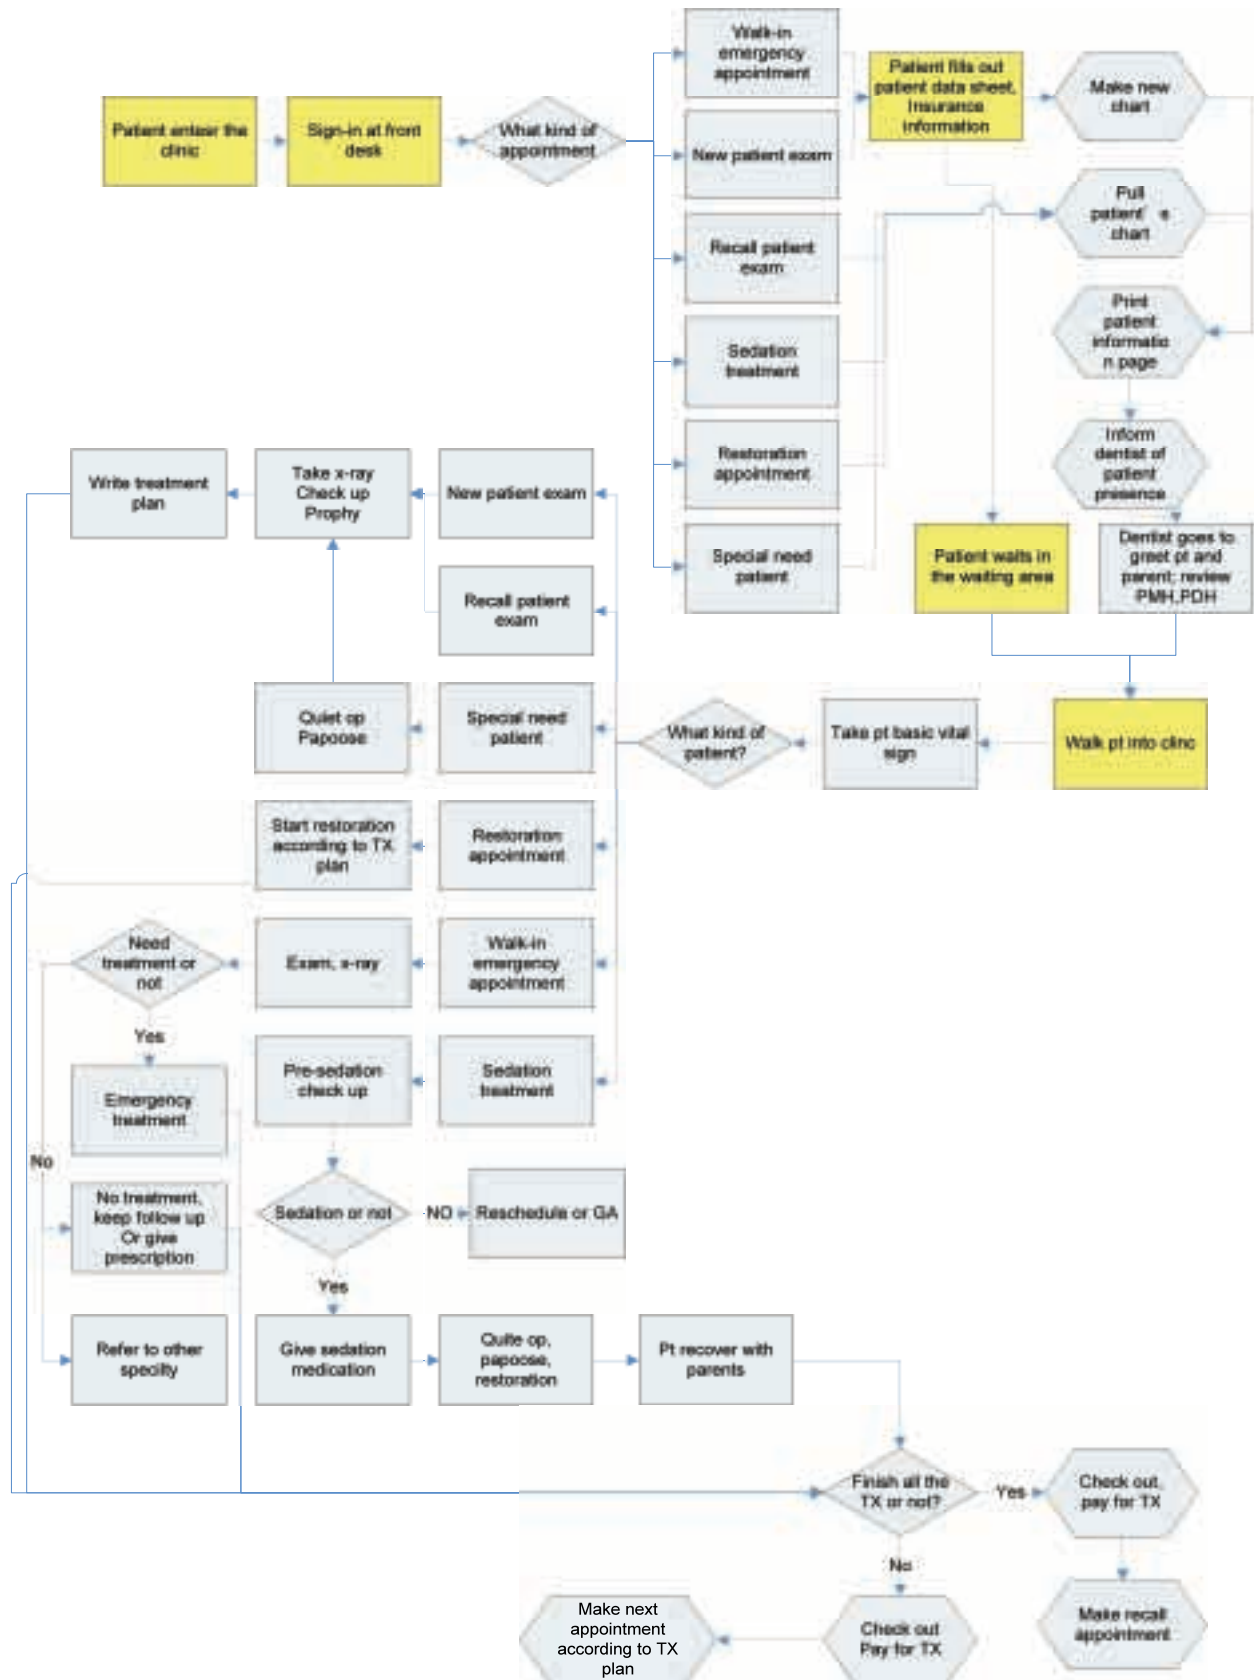 Walk-in
emergency
appointment
Patient fills out
patient data sheet,
Insurance
information
Make new
chart
Patient entser the
clinic
Sign-in at front
desk
What kind of
appointment
New patient exam
Pull
patient' s
chart
Recall patient
exam
Print
patient
informatio
n page
Sedation
treatment
Inform
dentist of
patient
presence
Restoration
appointment
Write treatment
plan
Take x-ray
Check up
Prophy
New patient exam
Special need
patient
Patient waits in
the waiting area
Dentist goes to
greet pt and
parent; review
PMH,PDH
Recall patient
exam
Quiet op
Papoose
Special need
patient
What kind of
patient?
Take pt basic vital
sign
Walk pt into clinc
Start restoration
according to TX
plan
Restoration
appointment
Need
treatment or
not
Exam, x-ray
Walk-in
emergency
appointment
Yes
Pre-sedation
check up
Sedation
treatment
Emergency
treatment
No
No treatment,
keep follow up
Or give
prescription
Sedation or not
NO
Reschedule or GA
Yes
Refer to other
specilty
Give sedation
medication
Quite op,
papoose,
restoration
Pt recover with
parents
Finish all the
TX or not?
Yes
Check out,
pay for TX
No
Make next
appointment
according to TX
plan
Check out
Pay for TX
Make recall
appointment